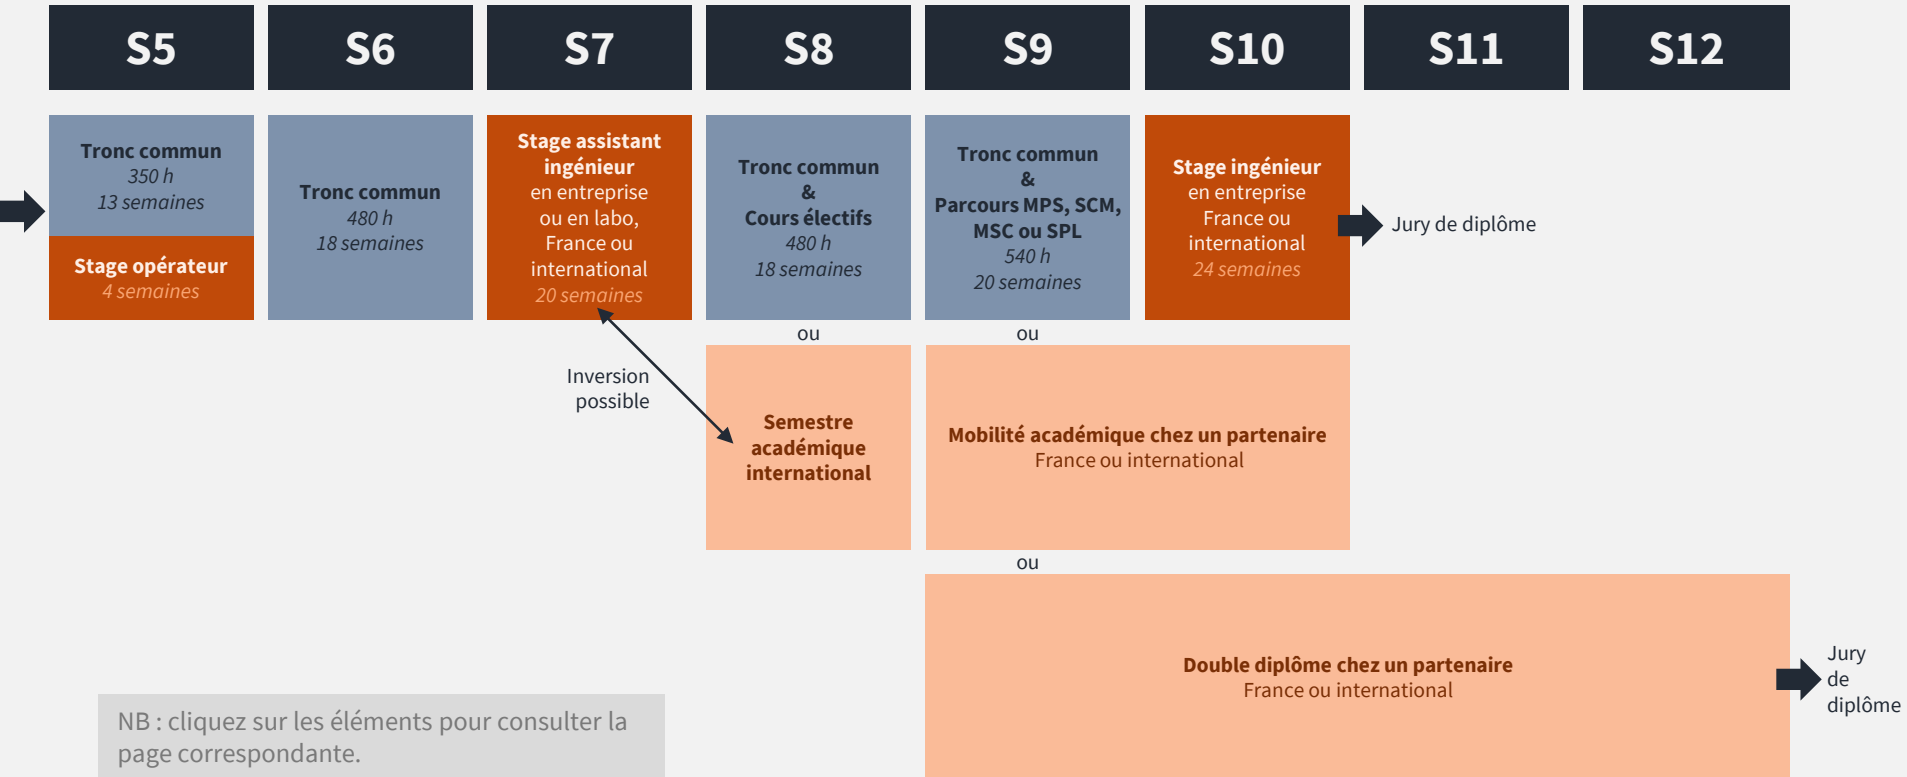 S5
S6
S7
S8
S9
S10
S11
S12
Tronc commun
350 h
13 semaines
Stage opérateur
4 semaines
Tronc commun
480 h
18 semaines
Stage assistant
ingénieur
en entreprise
ou en labo,
France ou
international
20 semaines
Tronc commun
&
Cours électifs
480 h
18 semaines
Tronc commun
&
Parcours MPS, SCM,
MSC ou SPL
540 h
20 semaines
Stage ingénieur
en entreprise
France ou
international
24 semaines
Jury de diplôme
ou
ou
Inversion
possible
Semestre
académique
international
Mobilité académique chez un partenaire
France ou international
ou
Double diplôme chez un partenaire
France ou international
Jury
de
diplôme
NB : cliquez sur les éléments pour consulter la
page correspondante.